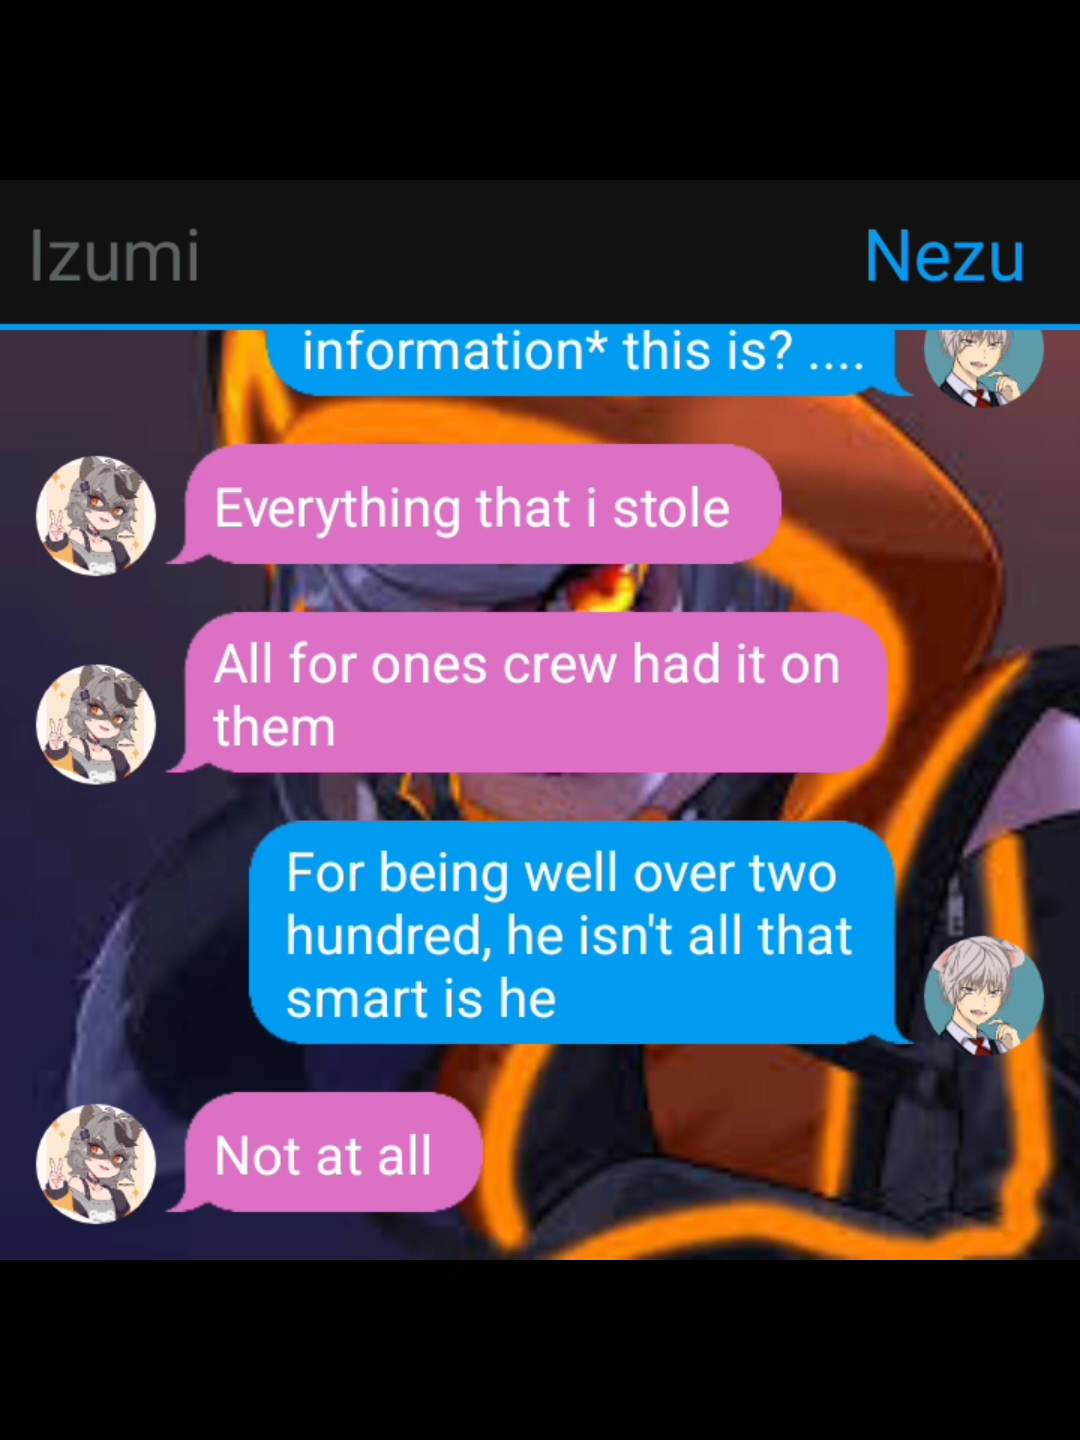 Izumi
Nezu
information* this is? ....
Everything that i stole
All for ones crew had it on
them
For being well over two
hundred, he isn't all that
smart is he
Not at all